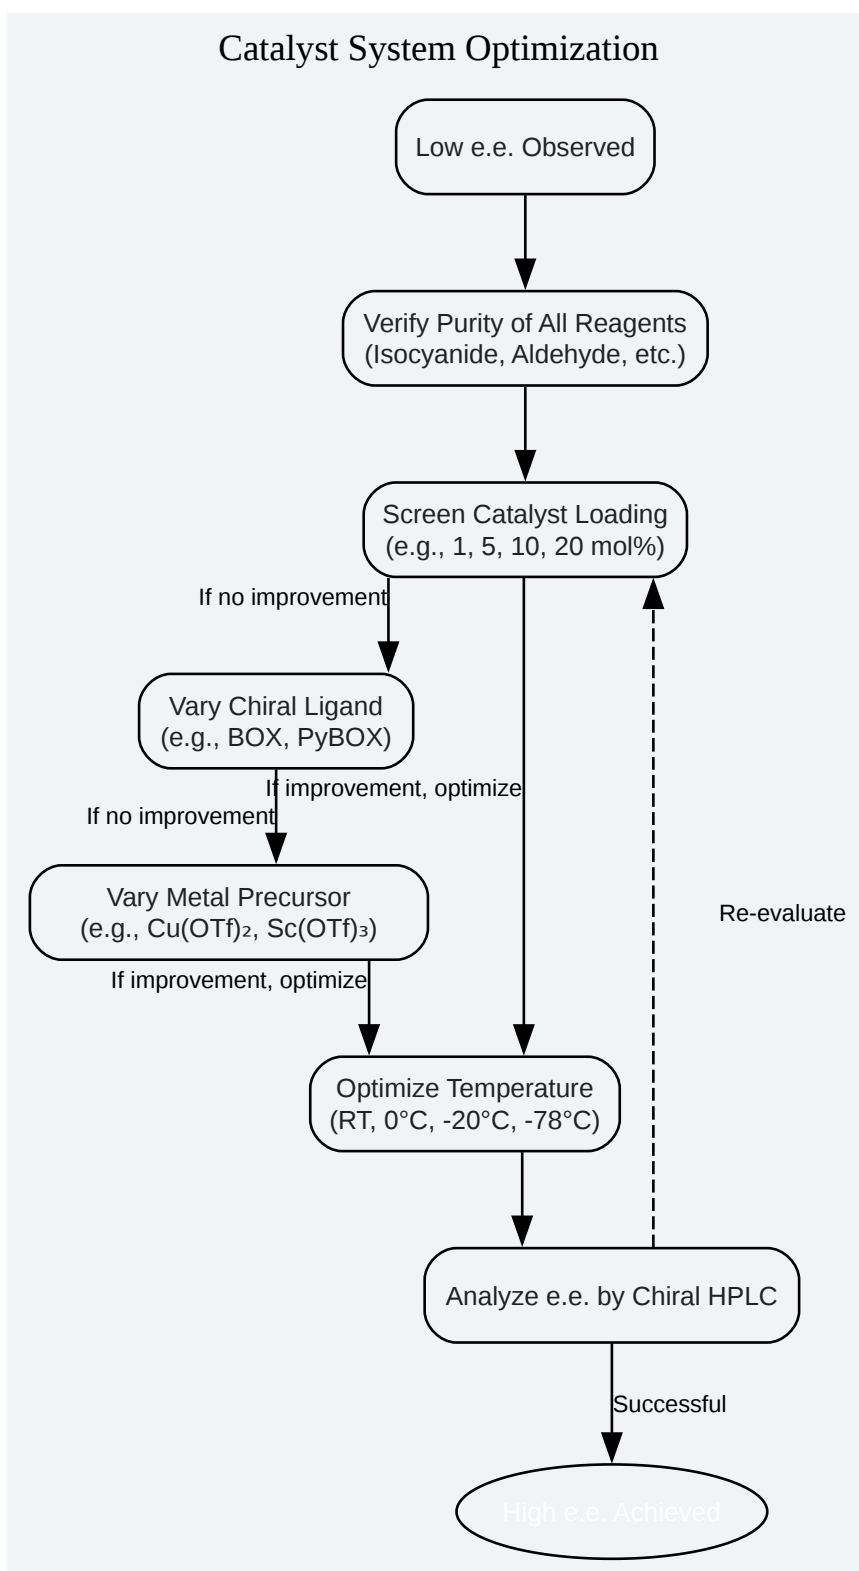 Catalyst System Optimization
Low e.e. Observed
Verify Purity of All Reagents
(Isocyanide, Aldehyde, etc.)
Screen Catalyst Loading
(e.g., 1, 5, 10, 20 mol%)
If no improvement
Vary Chiral Ligand
(e.g., BOX, PyBOX)
If improvement, optimize
If no improvement
Vary Metal Precursor
(e.g., Cu(OTf)₂, Sc(OTf)₃)
Re-evaluate
If improvement, optimize
Optimize Temperature
(RT, 0°C, -20°C, -78°C)
Analyze e.e. by Chiral HPLC
Successful
High e.e. Achieved